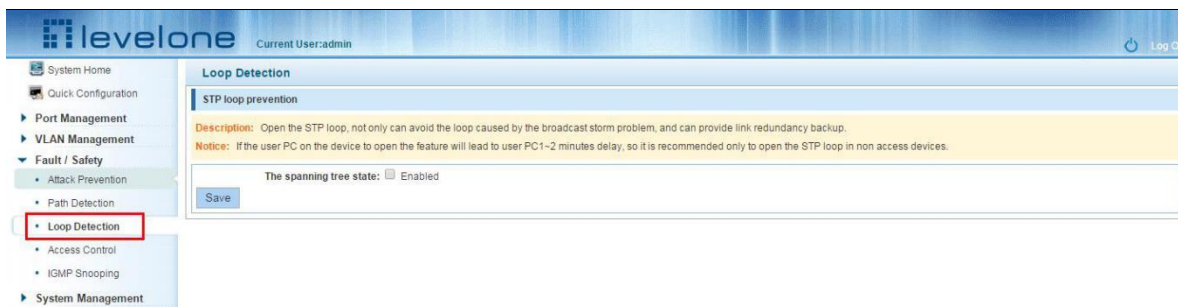 levelone
Current User:admin
Log O
System Home
Quick Configuration
Port Management
VLAN Management
Fault / Safety
Attack Prevention
Path Detection
Loop Detection
Access Control
IGMP Snooping
System Management
Loop Detection
STP loop prevention
Description: Open the STP loop, not only can avoid the loop caused by the broadcast storm problem, and can provide link redundancy backup.
Notice: If the user PC on the device to open the feature will lead to user PC1~2 minutes delay, so it is recommended only to open the STP loop in non access devices.
The spanning tree state: Enabled
Save